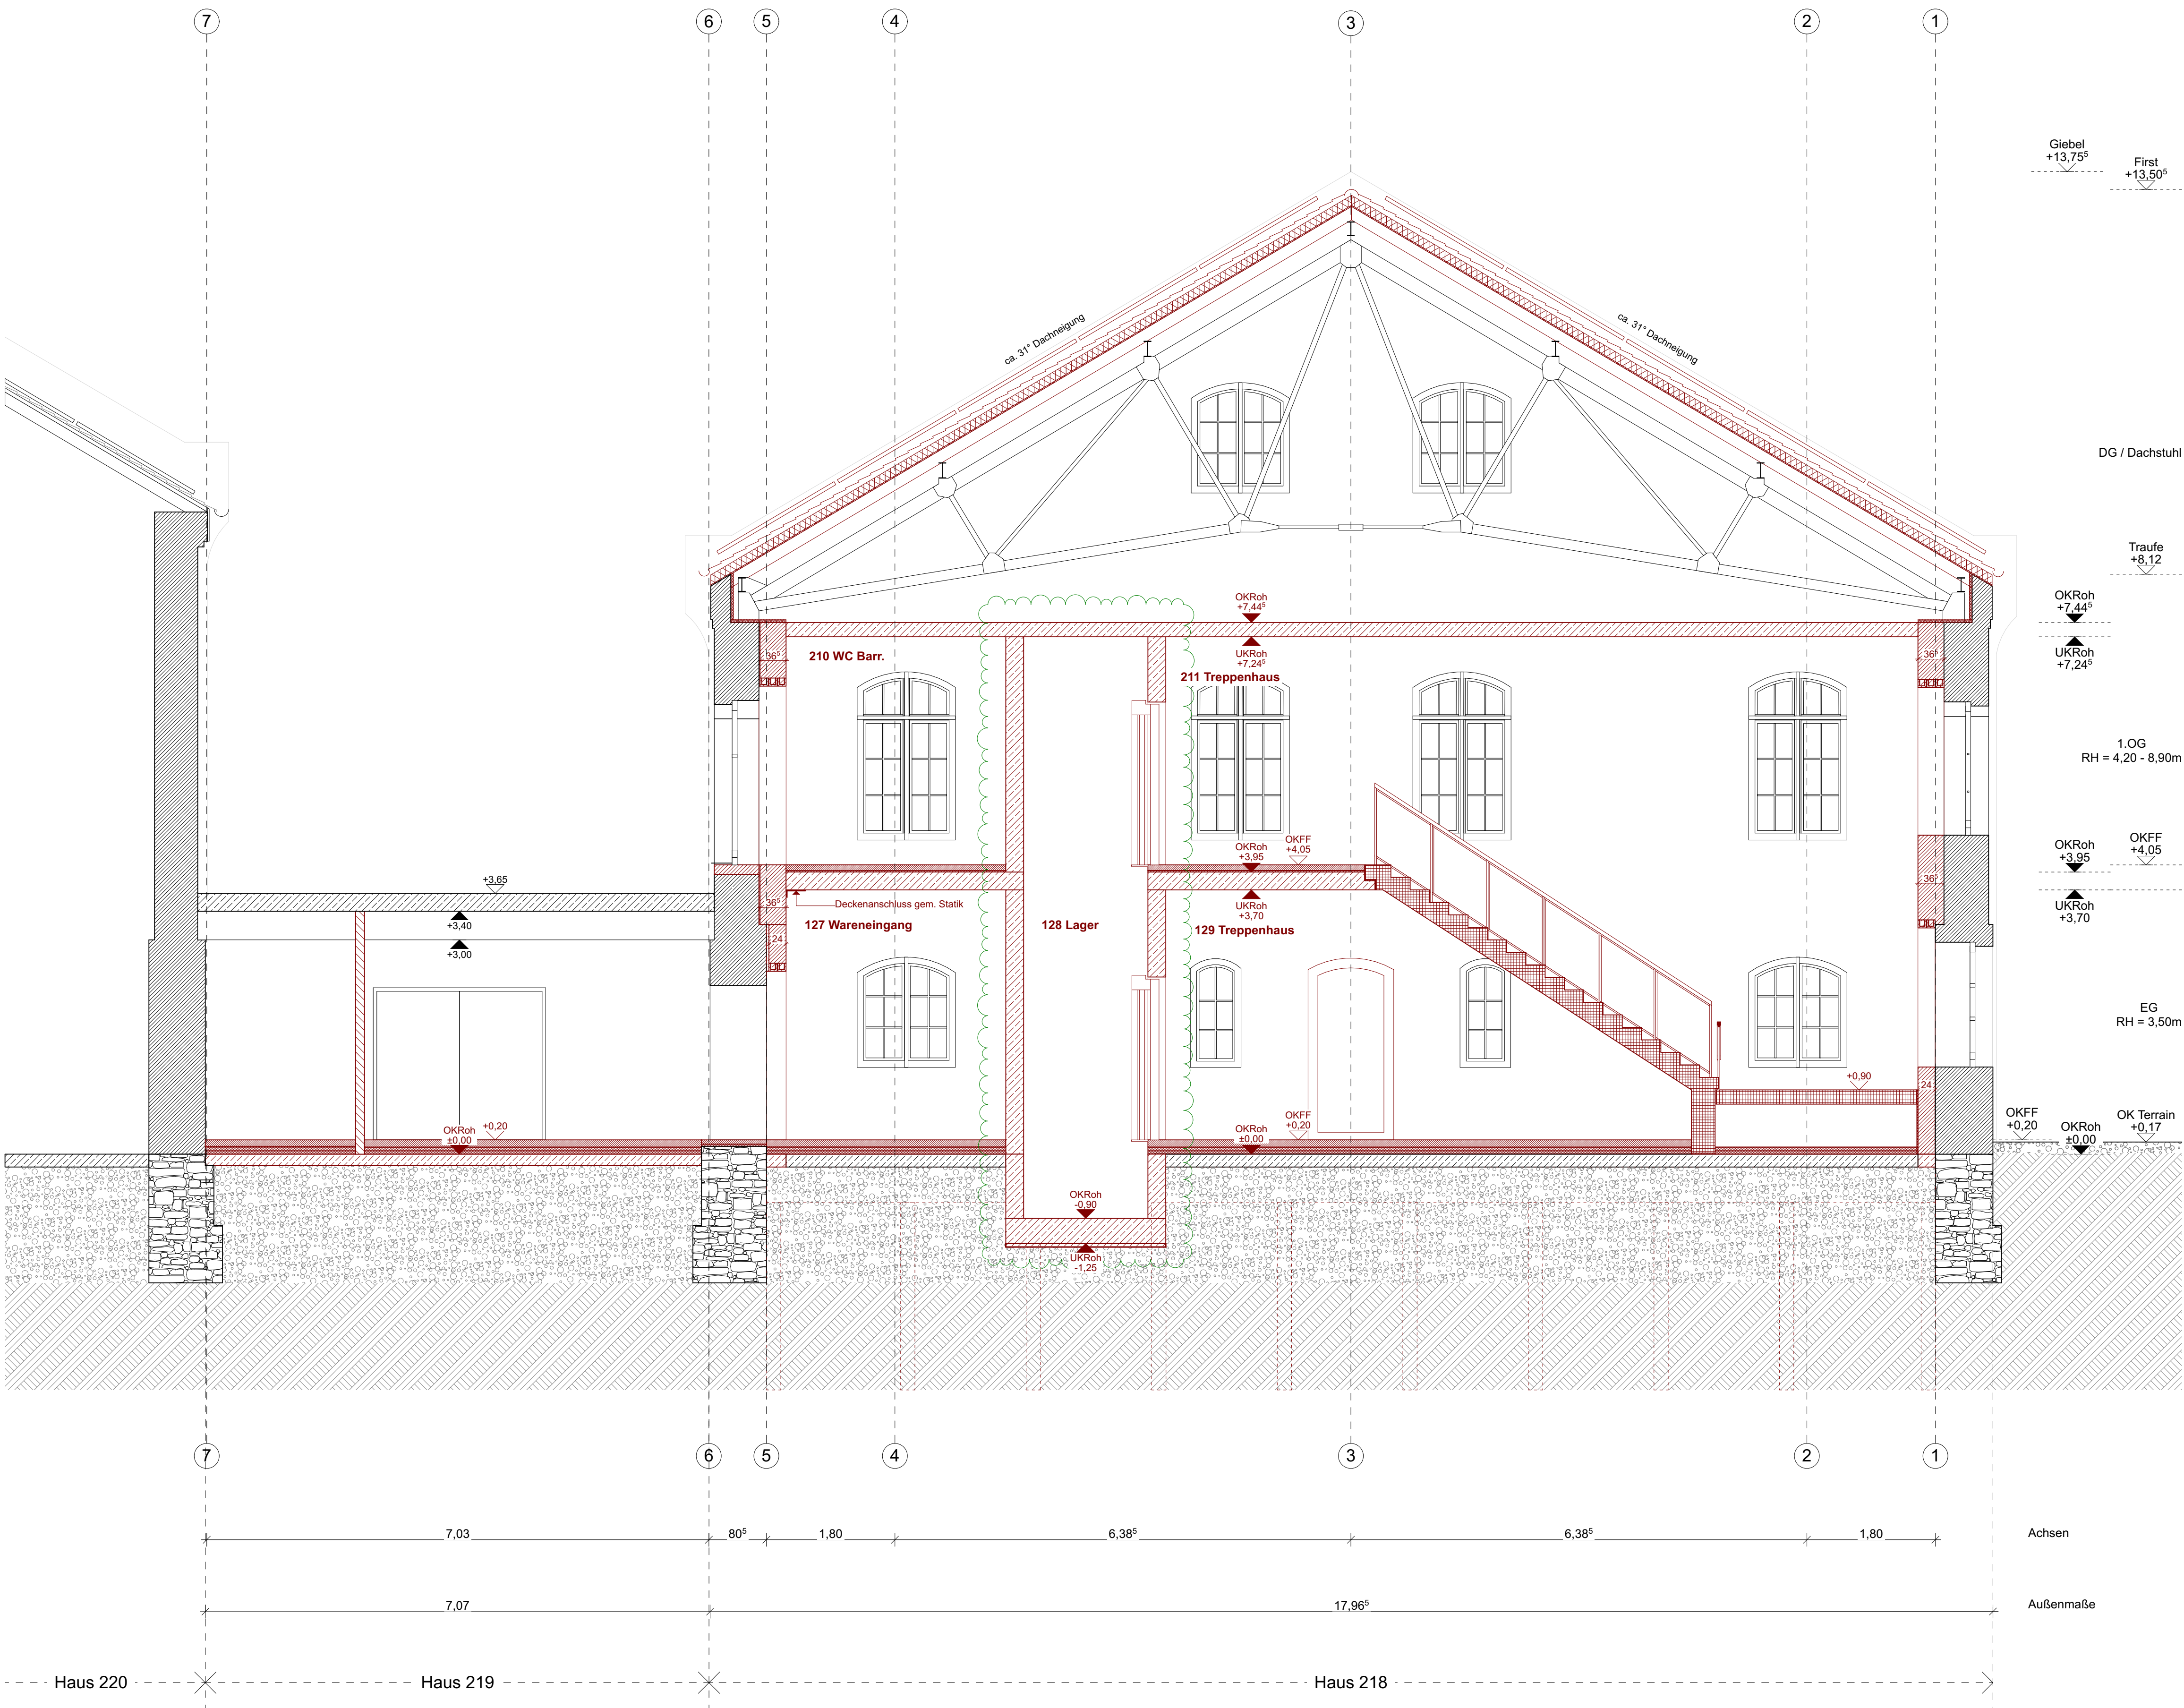 7 6 5 4 3 2 1
Giebel
+13,75⁵
First
+13,50⁵
ca. 31° Dachneigung
ca. 31° Dachneigung
DG / Dachstuhl
Traufe
+8,12
OKRoh
+7,44⁵
OKRoh
+7,44⁵
UKRoh
+7,24⁵
UKRoh
+7,24⁵
36⁵
210 WC Barr.
211 Treppenhaus
36⁵
1.OG
RH = 4,20 - 8,90m
OKRoh
+3,95
OKFF
+4,05
OKRoh
+3,95
OKFF
+4,05
+3,65
36⁵
UKRoh
+3,70
UKRoh
+3,70
36⁵
Deckenanschluss gem. Statik
+3,40
127 Wareneingang
128 Lager
129 Treppenhaus
24
+3,00
EG
RH = 3,50m
+0,90
24
OKRoh
±0,00
+0,20
OKRoh
±0,00
OKFF
+0,20
OKFF
+0,20
OKRoh
±0,00
OK Terrain
+0,17
OKRoh
-0,90
UKRoh
-1,25
7 6 5 4 3 2 1
7,03 80⁵ 1,80 6,38⁵ 6,38⁵ 1,80 Achsen
7,07 17,96⁵ Außenmaße
Haus 220 Haus 219 Haus 218